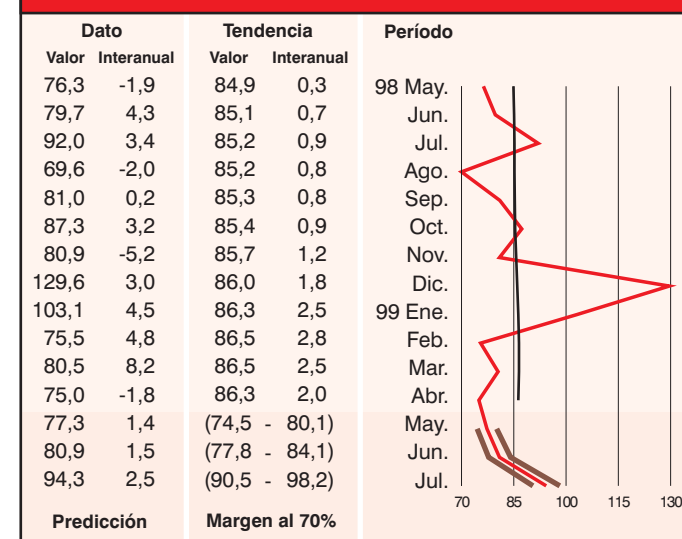 Dato Tendencia Período
Valor Interanual Valor Interanual
76,3 -1,9 84,9 0,3 98 May.
79,7 4,3 85,1 0,7 Jun.
92,0 3,4 85,2 0,9 Jul.
69,6 -2,0 85,2 0,8 Ago.
81,0 0,2 85,3 0,8 Sep.
87,3 3,2 85,4 0,9 Oct.
80,9 -5,2 85,7 1,2 Nov.
129,6 3,0 86,0 1,8 Dic.
103,1 4,5 86,3 2,5 99 Ene.
75,5 4,8 86,5 2,8 Feb.
80,5 8,2 86,5 2,5 Mar.
75,0 -1,8 86,3 2,0 Abr.
77,3 1,4 (74,5 - 80,1) May.
80,9 1,5 (77,8 - 84,1) Jun.
94,3 2,5 (90,5 - 98,2) Jul.
70 85 100 115 130
Predicción Margen al 70%